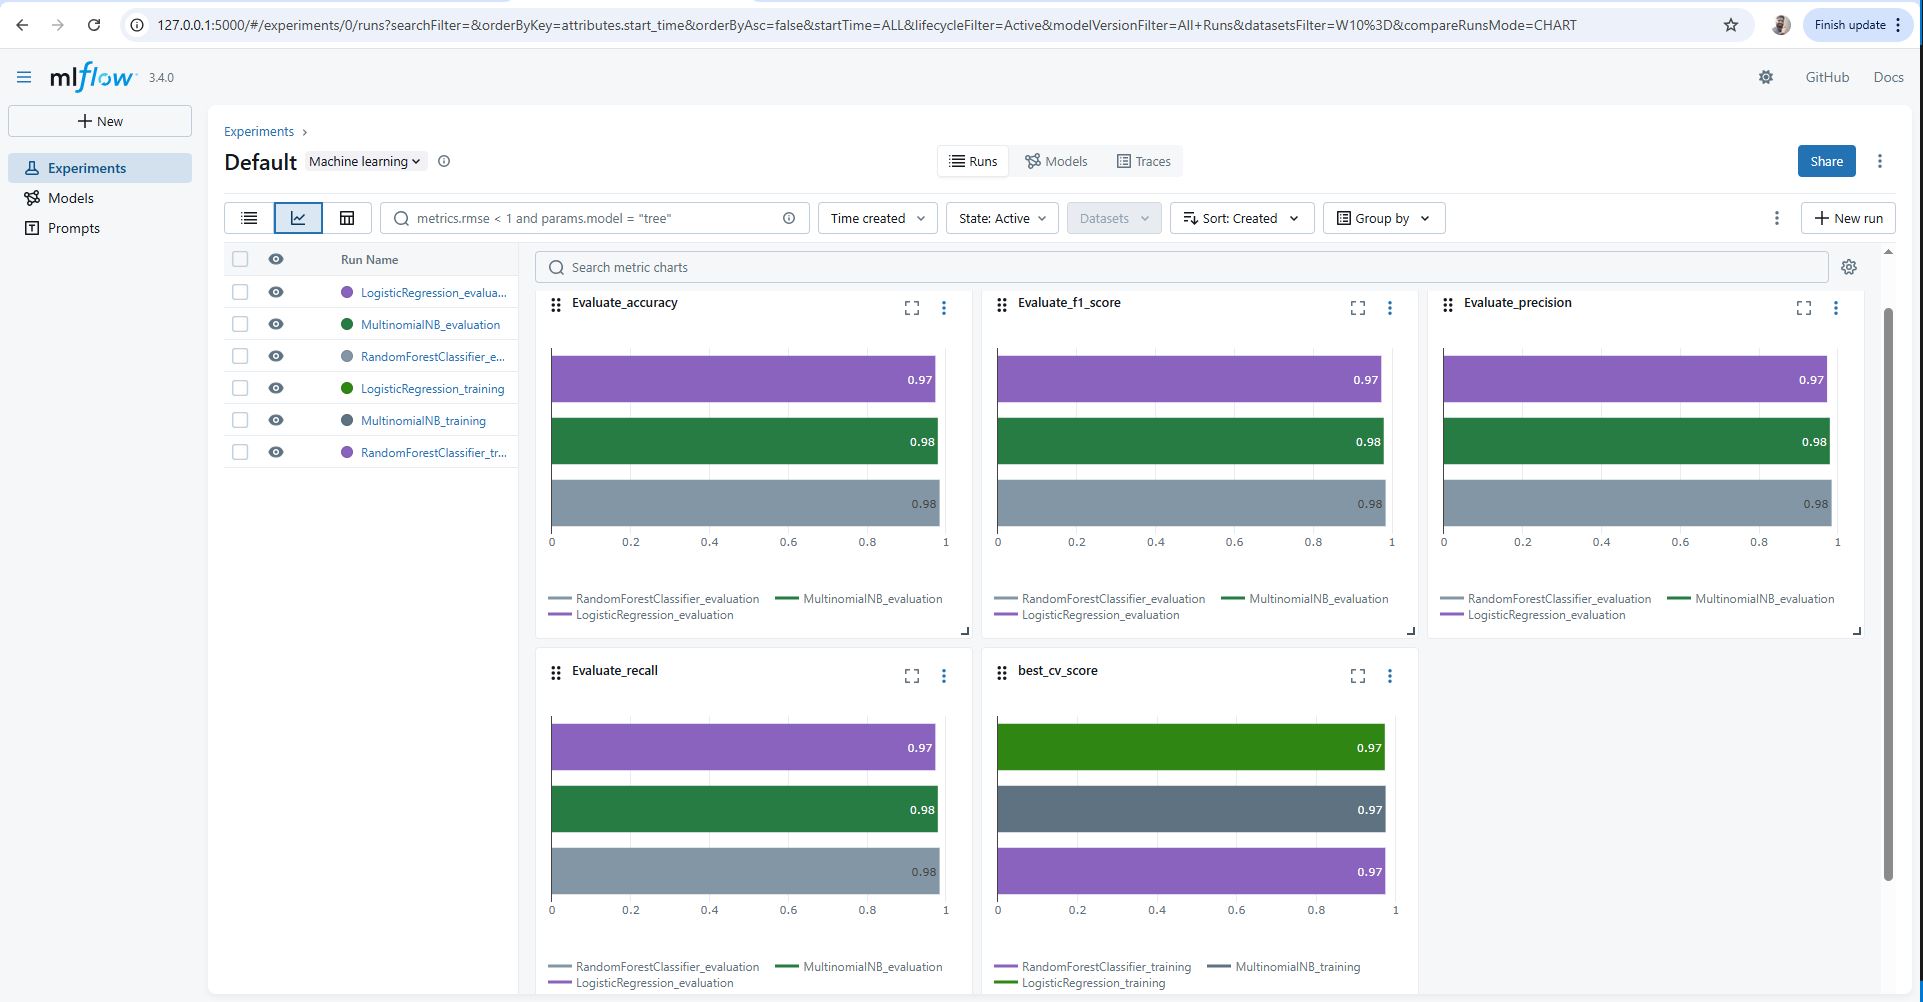 127.0.0.1:5000/#/experiments/0/runs?searchFilter=&orderByKey=attributes.start_time&orderByAsc=false&startTime=ALL&lifecycleFilter=Active&modelVersionFilter=All+Runs&datasetsFilter=W10%3D&compareRunsMode=CHART
Finish update
mlflow 3.4.0
GitHub Docs
New
Experiments
Models
Prompts
Experiments
Default Machine learning
Runs Models Traces
Share
metrics.rmse < 1 and params.model = "tree"
Time created
State: Active
Datasets
Sort: Created
Group by
New run
Run Name
LogisticRegression_evalua...
MultinomialNB_evaluation
RandomForestClassifier_e...
LogisticRegression_training
MultinomialNB_training
RandomForestClassifier_tr...
Search metric charts
Evaluate_accuracy
0.97
0.98
0.98
0 0.2 0.4 0.6 0.8 1
RandomForestClassifier_evaluation MultinomialNB_evaluation
LogisticRegression_evaluation
Evaluate_f1_score
0.97
0.98
0.98
0 0.2 0.4 0.6 0.8 1
RandomForestClassifier_evaluation MultinomialNB_evaluation
LogisticRegression_evaluation
Evaluate_precision
0.97
0.98
0.98
0 0.2 0.4 0.6 0.8 1
RandomForestClassifier_evaluation MultinomialNB_evaluation
LogisticRegression_evaluation
Evaluate_recall
0.97
0.98
0.98
0 0.2 0.4 0.6 0.8 1
RandomForestClassifier_evaluation MultinomialNB_evaluation
LogisticRegression_evaluation
best_cv_score
0.97
0.97
0.97
0 0.2 0.4 0.6 0.8 1
RandomForestClassifier_training MultinomialNB_training
LogisticRegression_training